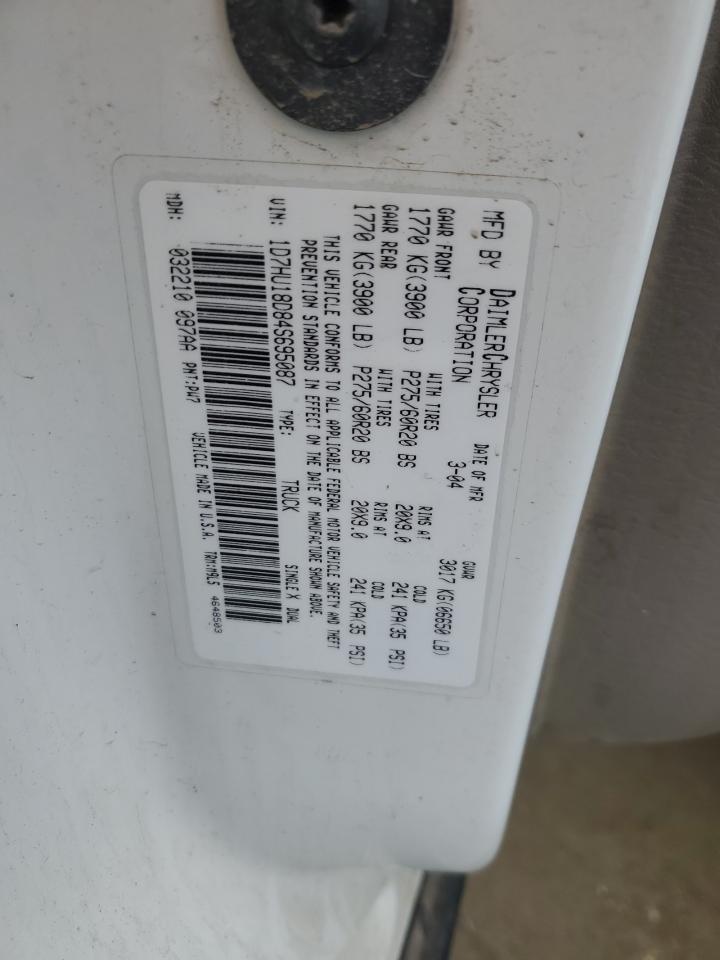 MFD BY DAIMLERCHRYSLER CORPORATION
DATE OF MFR 3-04
GVWR 3017 KG(06650 LB)
GAWR FRONT WITH TIRES RIMS AT COLD
1770 KG(3900 LB) P275/60R20 BS 20X9.0 241 KPA(35 PSI)
GAWR REAR WITH TIRES RIMS AT COLD
1770 KG(3900 LB) P275/60R20 BS 20X9.0 241 KPA(35 PSI)
THIS VEHICLE CONFORMS TO ALL APPLICABLE FEDERAL MOTOR VEHICLE SAFETY AND THEFT
PREVENTION STANDARDS IN EFFECT ON THE DATE OF MANUFACTURE SHOWN ABOVE.
VIN: 1D7HU18D84S695087 TYPE: TRUCK SINGLE X DUAL
MDH: 032210 097AA PNT:PW7 VEHICLE MADE IN U.S.A. TRM:M9L5 4648503